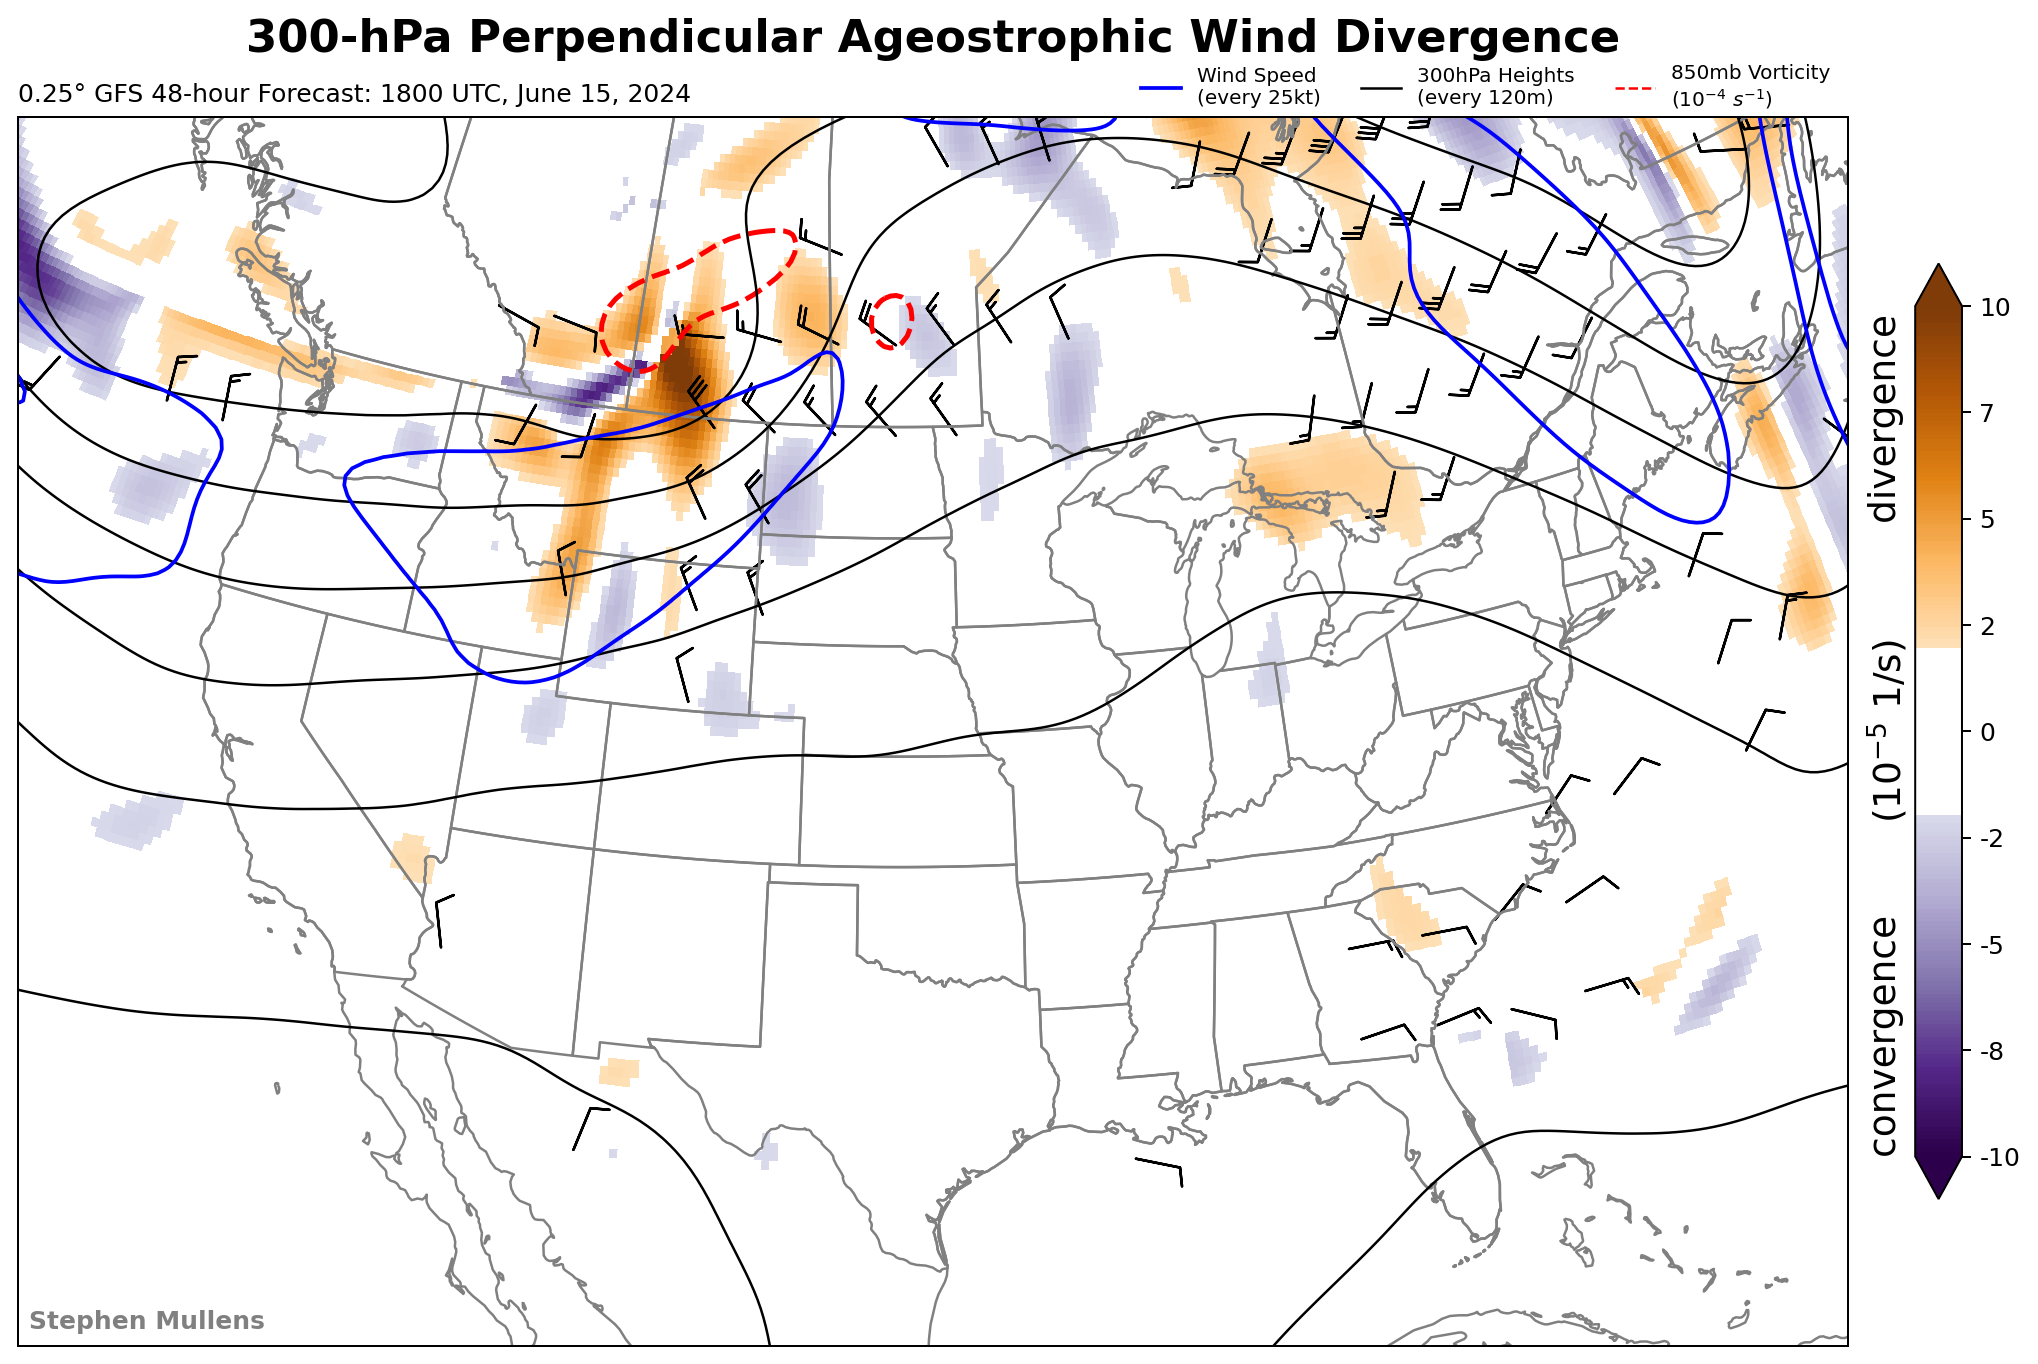 300-hPa Perpendicular Ageostrophic Wind Divergence
0.25° GFS 48-hour Forecast: 1800 UTC, June 15, 2024
Wind Speed
(every 25kt)
300hPa Heights
(every 120m)
850mb Vorticity
(10⁻⁴ s⁻¹)
10
7
5
2
0
-2
-5
-8
-10
convergence (10⁻⁵ 1/s) divergence
Stephen Mullens